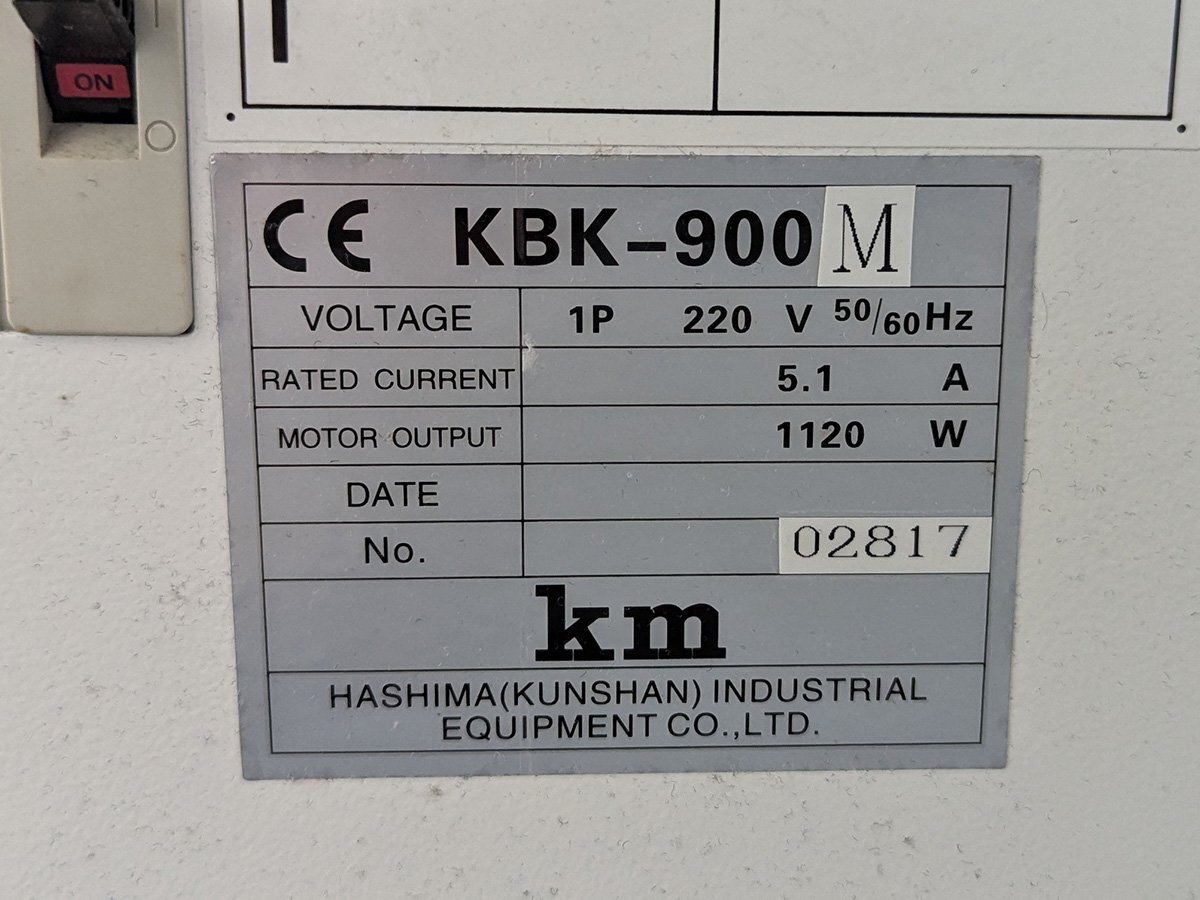 ON
CE KBK-900M
VOLTAGE 1P 220 V 50/60Hz
RATED CURRENT 5.1 A
MOTOR OUTPUT 1120 W
DATE
No. 02817
km
HASHIMA(KUNSHAN) INDUSTRIAL
EQUIPMENT CO.,LTD.